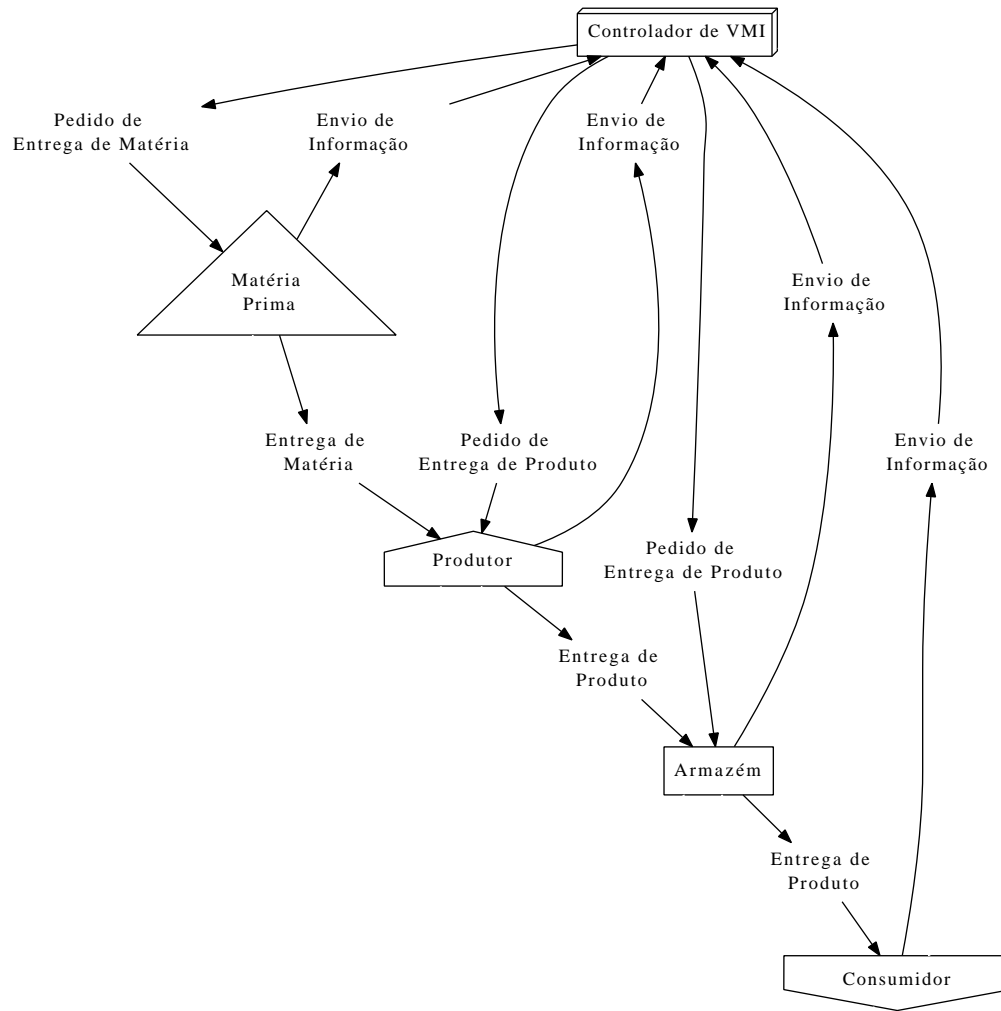 Controlador de VMI
Pedido de
Entrega de Matéria
Envio de
Informação
Envio de
Informação
Matéria
Prima
Envio de
Informação
Entrega de
Matéria
Pedido de
Entrega de Produto
Envio de
Informação
Produtor
Pedido de
Entrega de Produto
Entrega de
Produto
Armazém
Entrega de
Produto
Consumidor